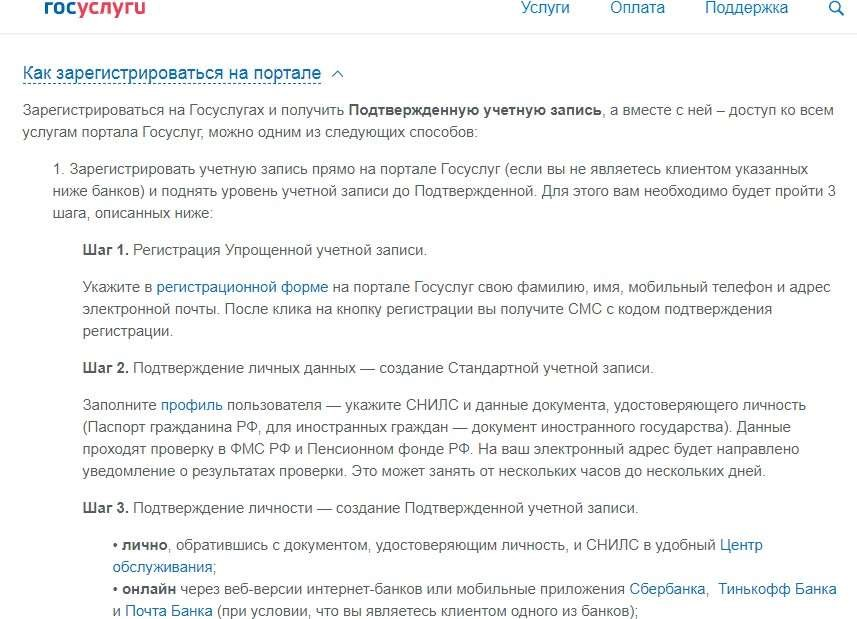 госуслуги Услуги Оплата Поддержка
Как зарегистрироваться на портале
Зарегистрироваться на Госуслугах и получить Подтвержденную учетную запись, а вместе с ней – доступ ко всем
услугам портала Госуслуг, можно одним из следующих способов:
1. Зарегистрировать учетную запись прямо на портале Госуслуг (если вы не являетесь клиентом указанных
ниже банков) и поднять уровень учетной записи до Подтвержденной. Для этого вам необходимо будет пройти 3
шага, описанных ниже:
Шаг 1. Регистрация Упрощенной учетной записи.
Укажите в регистрационной форме на портале Госуслуг свою фамилию, имя, мобильный телефон и адрес
электронной почты. После клика на кнопку регистрации вы получите СМС с кодом подтверждения
регистрации.
Шаг 2. Подтверждение личных данных — создание Стандартной учетной записи.
Заполните профиль пользователя — укажите СНИЛС и данные документа, удостоверяющего личность
(Паспорт гражданина РФ, для иностранных граждан — документ иностранного государства). Данные
проходят проверку в ФМС РФ и Пенсионном фонде РФ. На ваш электронный адрес будет направлено
уведомление о результатах проверки. Это может занять от нескольких часов до нескольких дней.
Шаг 3. Подтверждение личности — создание Подтвержденной учетной записи.
• лично, обратившись с документом, удостоверяющим личность, и СНИЛС в удобный Центр
обслуживания;
• онлайн через веб-версии интернет-банков или мобильные приложения Сбербанка, Тинькофф Банка
и Почта Банка (при условии, что вы являетесь клиентом одного из банков);